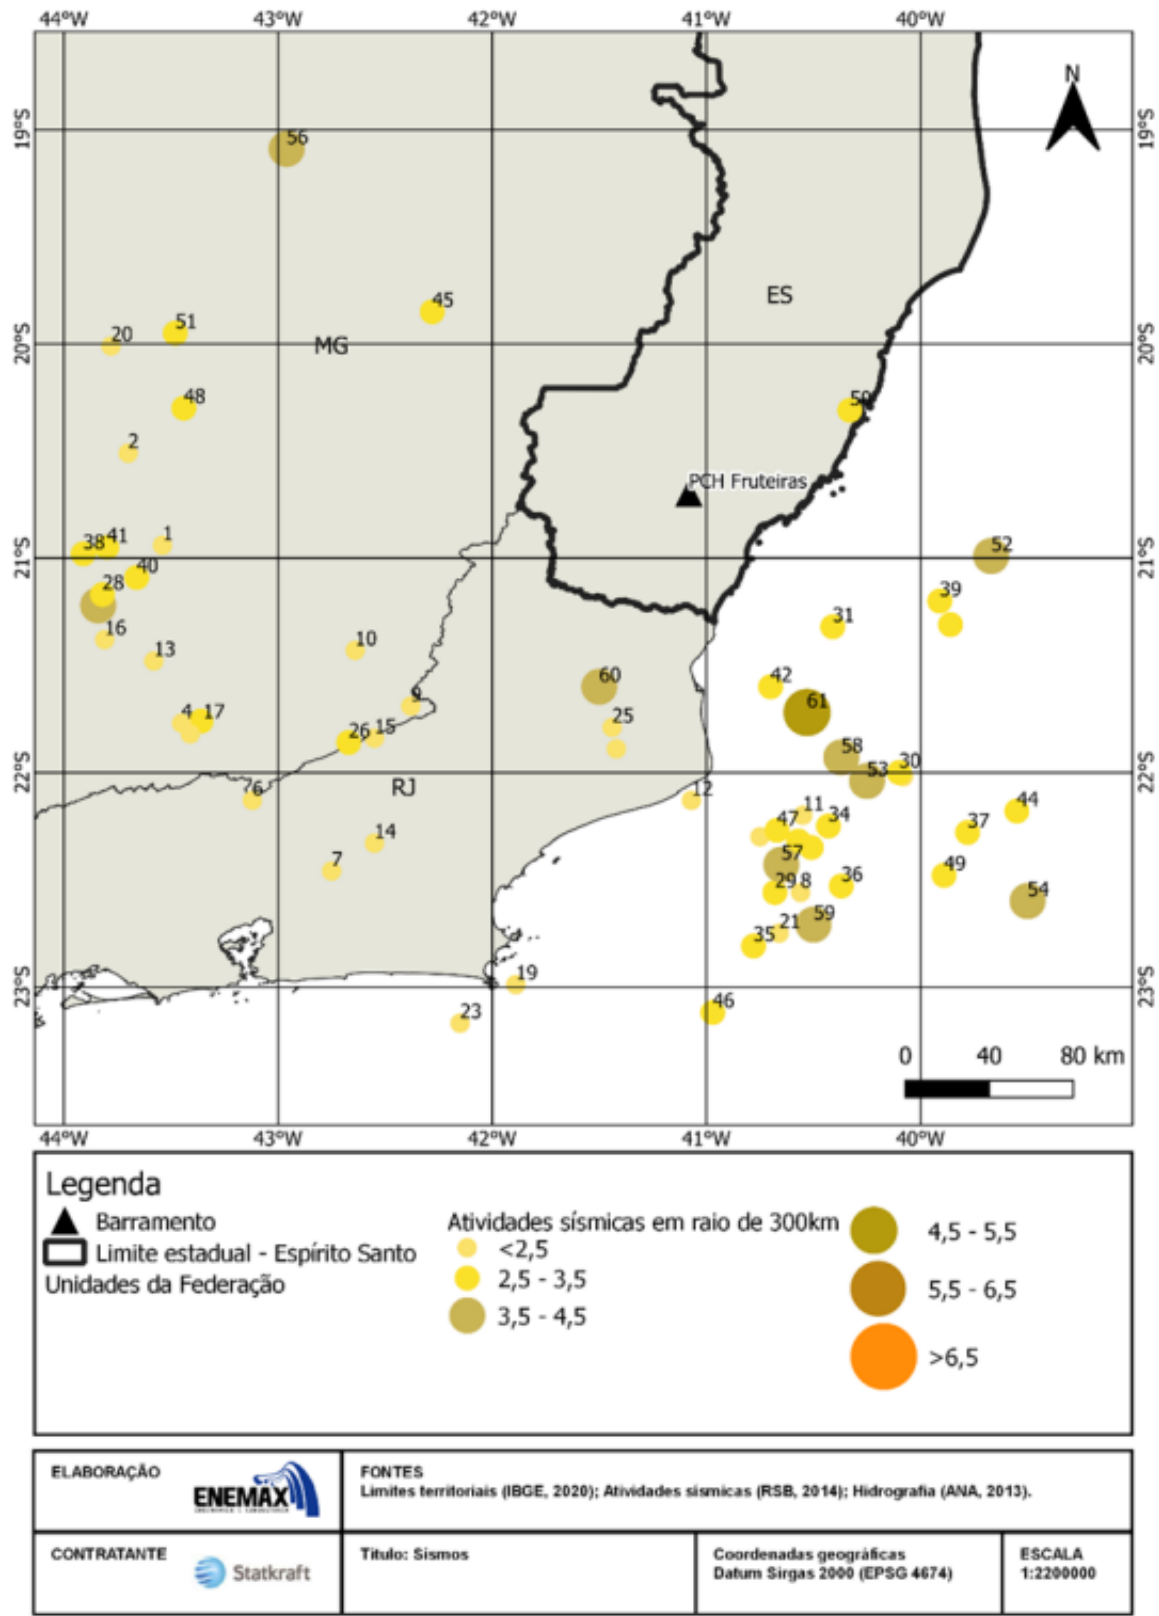 44°W 43°W 42°W 41°W 40°W
N
19°S 19°S
56
ES
45
51
20
MG
20°S 20°S
48
50
2
PCH Fruteiras
41
38
1
52
21°S 21°S
40
28
39
16
31
13
10
42
60
9
61
4
17
25
26
15
58
53
30
22°S 22°S
6
RJ
12
11
44
47
34
37
14
57
7
29
8
36
49
54
59
21
35
19
23°S 23°S
46
23
0 40 80 km
44°W 43°W 42°W 41°W 40°W
Legenda
Barramento
Limite estadual - Espírito Santo
Unidades da Federação
Atividades sísmicas em raio de 300km
<2,5
2,5 - 3,5
3,5 - 4,5
4,5 - 5,5
5,5 - 6,5
>6,5
ELABORAÇÃO
ENEMAX
FONTES
Limites territoriais (IBGE, 2020); Atividades sísmicas (RSB, 2014); Hidrografia (ANA, 2013).
CONTRATANTE
Statkraft
Título: Sismos
Coordenadas geográficas
Datum Sirgas 2000 (EPSG 4674)
ESCALA
1:2200000